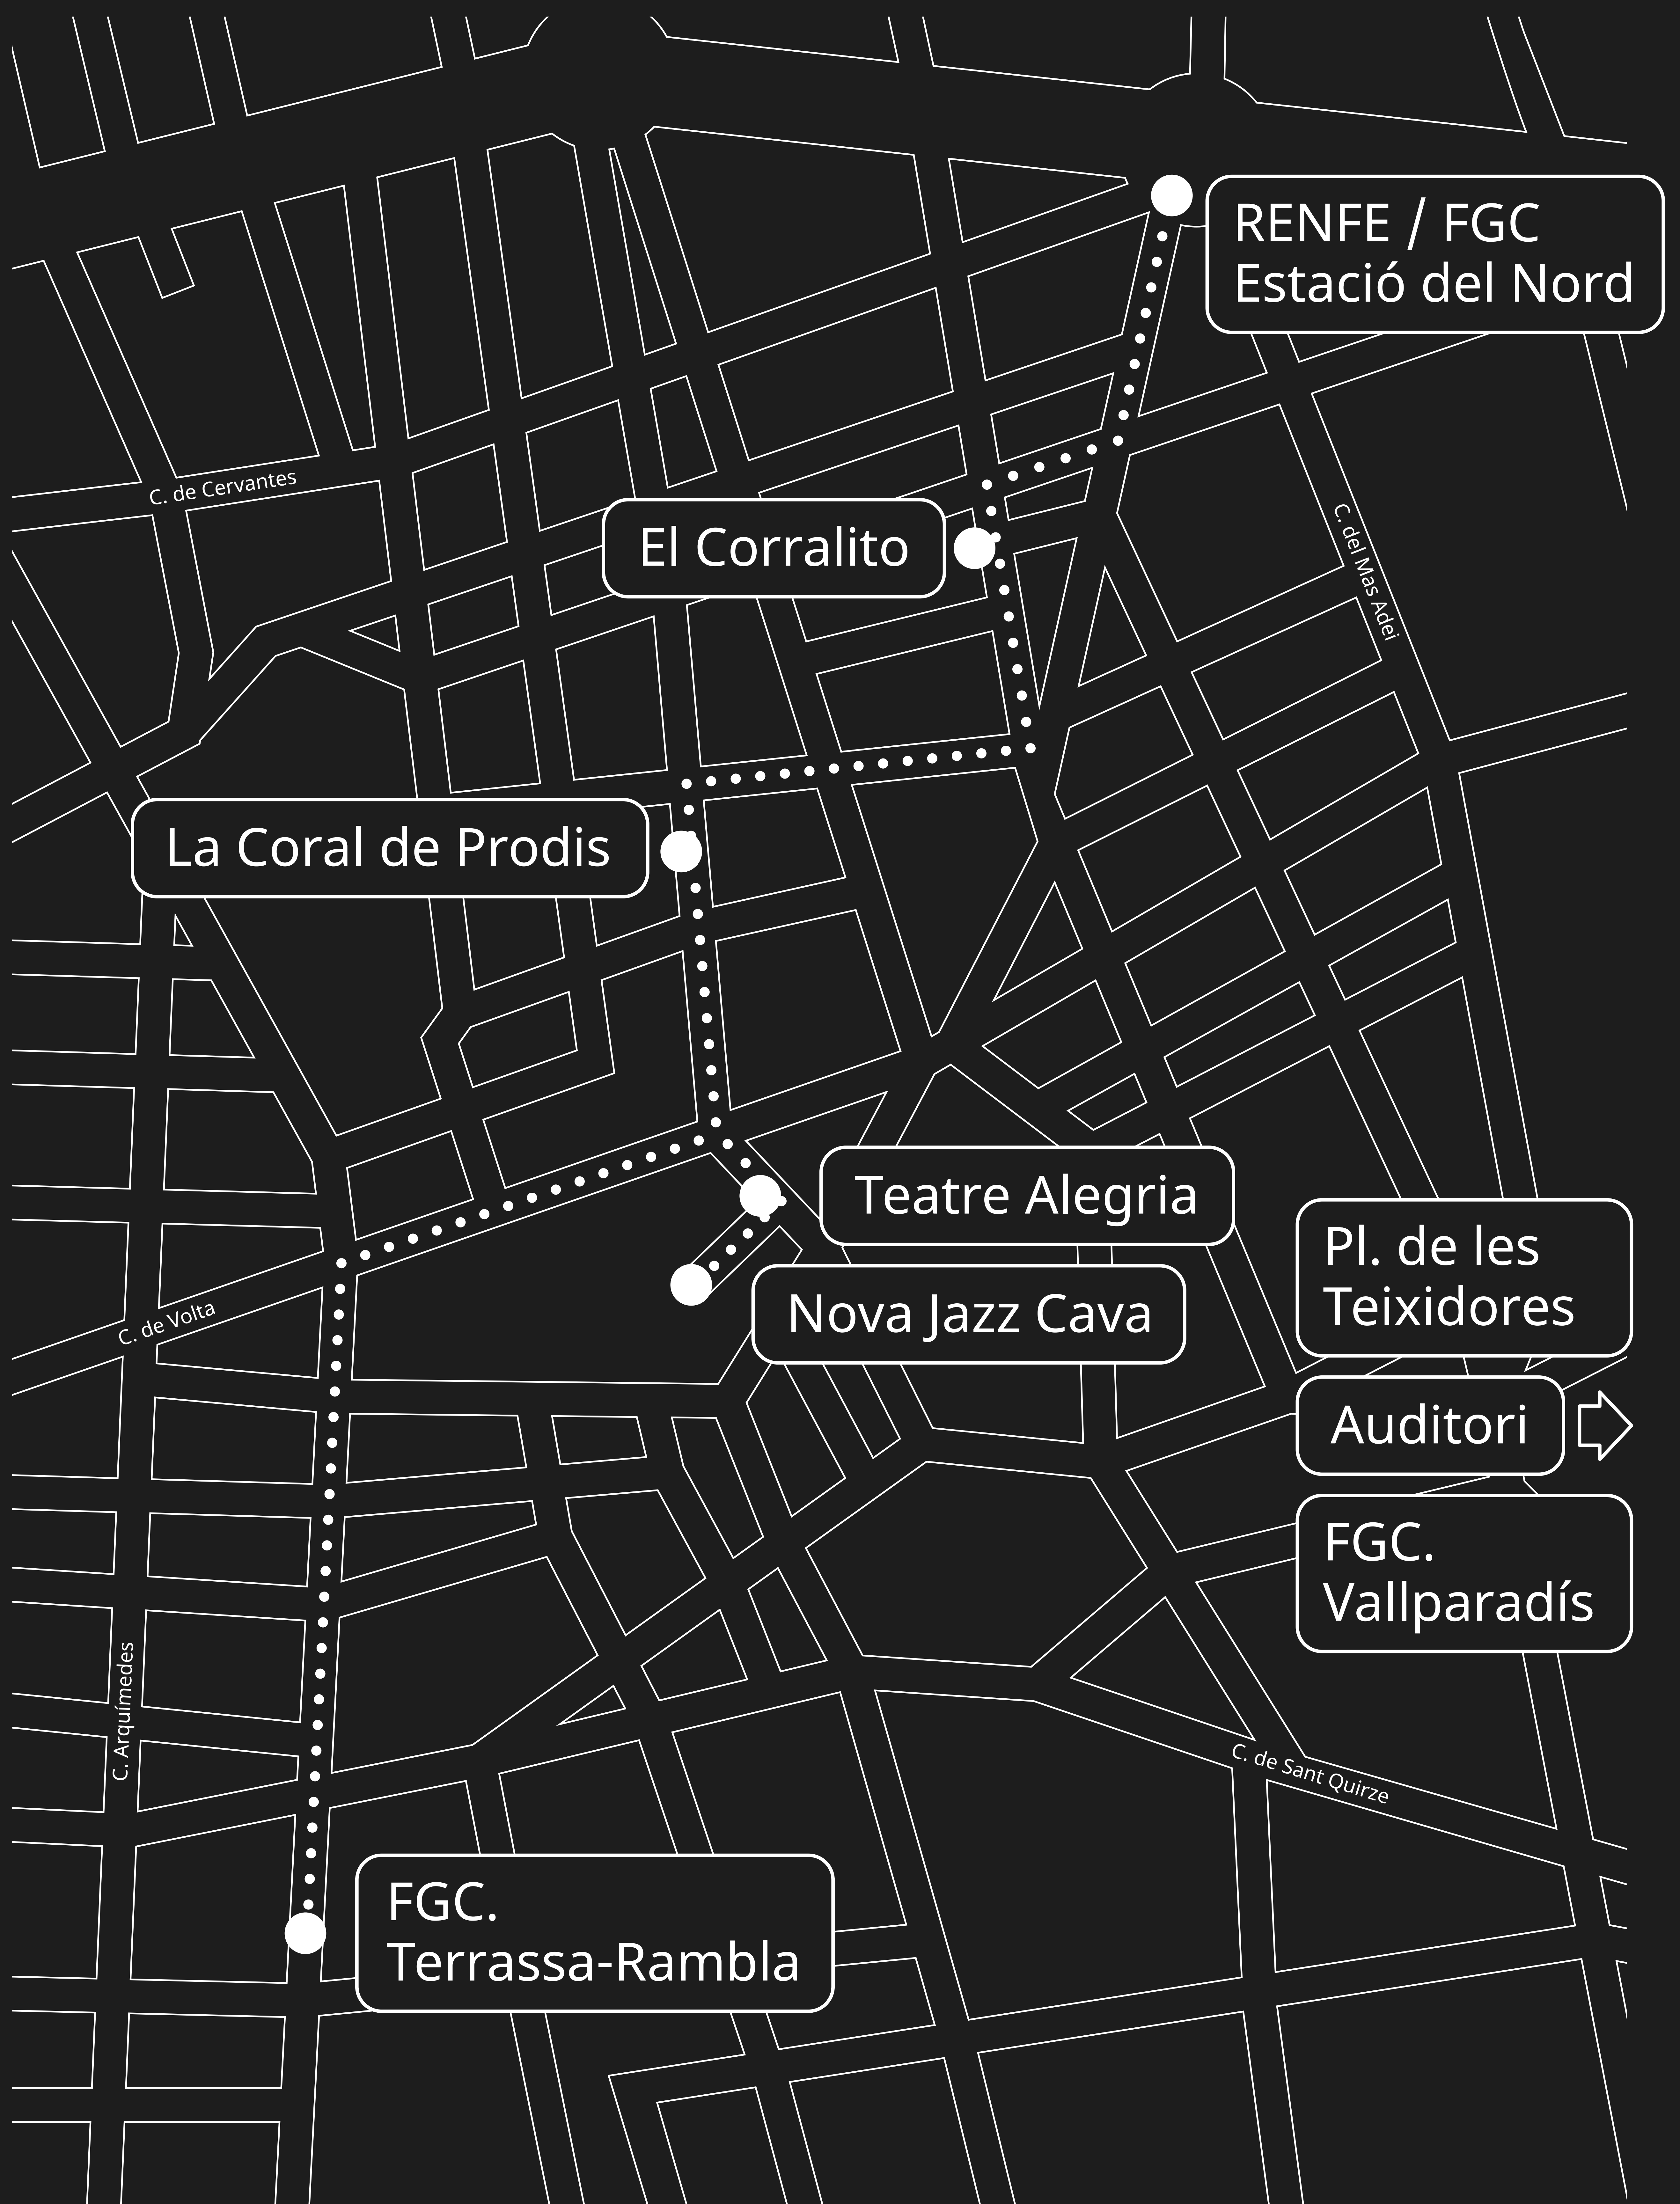 RENFE / FGC
Estació del Nord
C. de Cervantes
El Corralito
C. del Mas Adei
La Coral de Prodis
Teatre Alegria
Pl. de les
Teixidores
Nova Jazz Cava
C. de Volta
Auditori
FGC.
Vallparadís
C. Arquímedes
C. de Sant Quirze
FGC.
Terrassa-Rambla